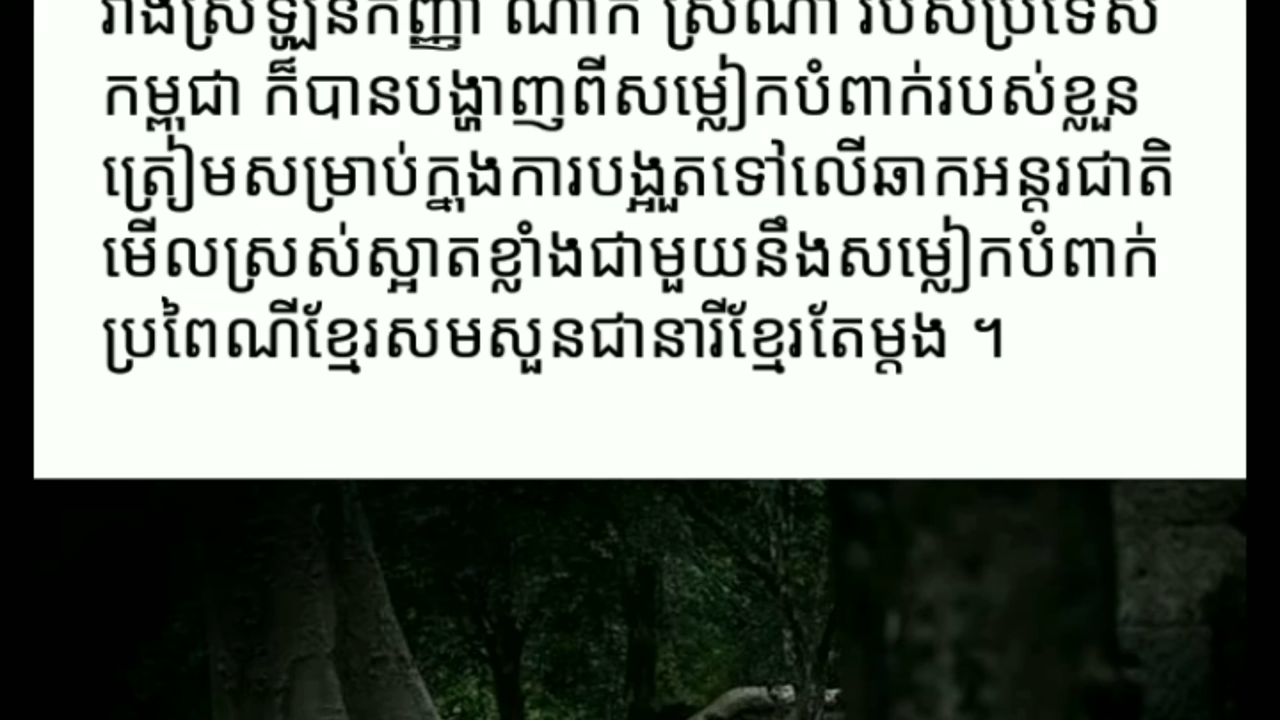 រាងស្រឡូនកញ្ញា ណាក់ ស្រីណា របស់ប្រទេស
កម្ពុជា ក៏បានបង្ហាញពីសម្លៀកបំពាក់របស់ខ្លួន
ត្រៀមសម្រាប់ក្នុងការបង្អួតទៅលើឆាកអន្តរជាតិ
មើលស្រស់ស្អាតខ្លាំងជាមួយនឹងសម្លៀកបំពាក់
ប្រពៃណីខ្មែរសមសួនជានារីខ្មែរតែម្ដង ។